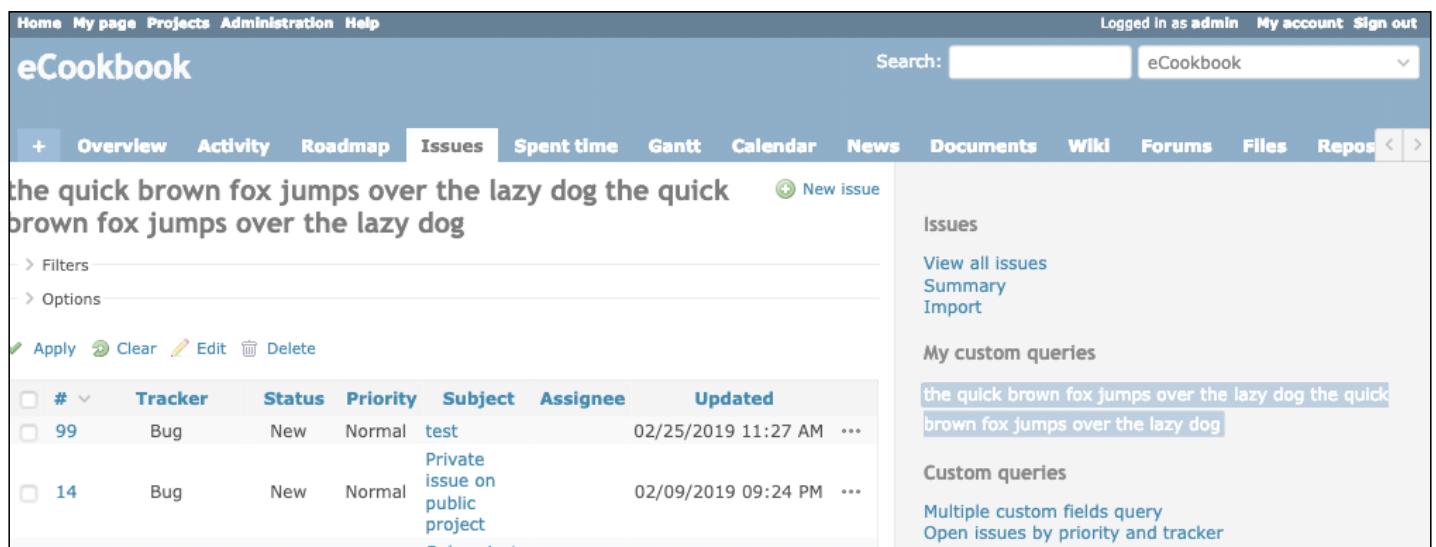 Home My page Projects Administration Help
Logged in as admin My account Sign out
eCookbook
Search:
eCookbook
+ Overview Activity Roadmap Issues Spent time Gantt Calendar News Documents Wiki Forums Files Repos
the quick brown fox jumps over the lazy dog the quick
brown fox jumps over the lazy dog
New issue
Filters
Options
Apply Clear Edit Delete
# Tracker Status Priority Subject Assignee Updated
99 Bug New Normal test 02/25/2019 11:27 AM •••
Private
issue on
14 Bug New Normal 02/09/2019 09:24 PM •••
public
project
Issues
View all issues
Summary
Import
My custom queries
the quick brown fox jumps over the lazy dog the quick
brown fox jumps over the lazy dog
Custom queries
Multiple custom fields query
Open issues by priority and tracker